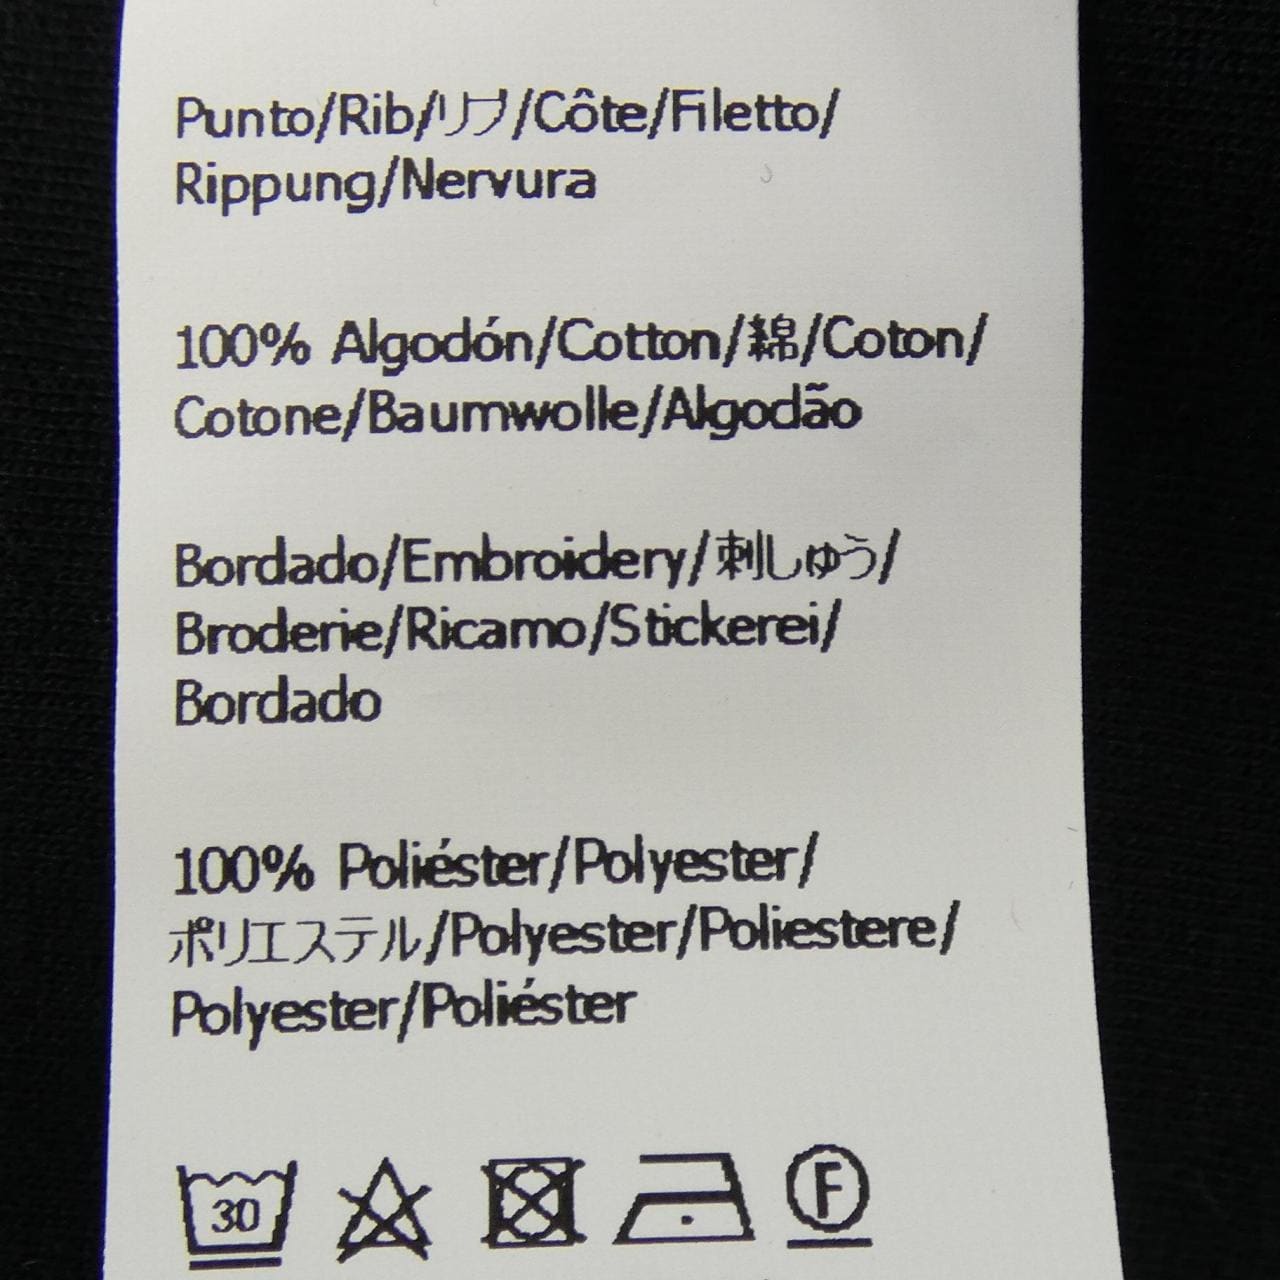 Punto/Rib/リブ/Côte/Filetto/
Rippung/Nervura
100% Algodón/Cotton/綿/Coton/
Cotone/Baumwolle/Algodão
Bordado/Embroidery/刺しゅう/
Broderie/Ricamo/Stickerei/
Bordado
100% Poliéster/Polyester/
ポリエステル/Polyester/Poliestere/
Polyester/Poliéster
30 F